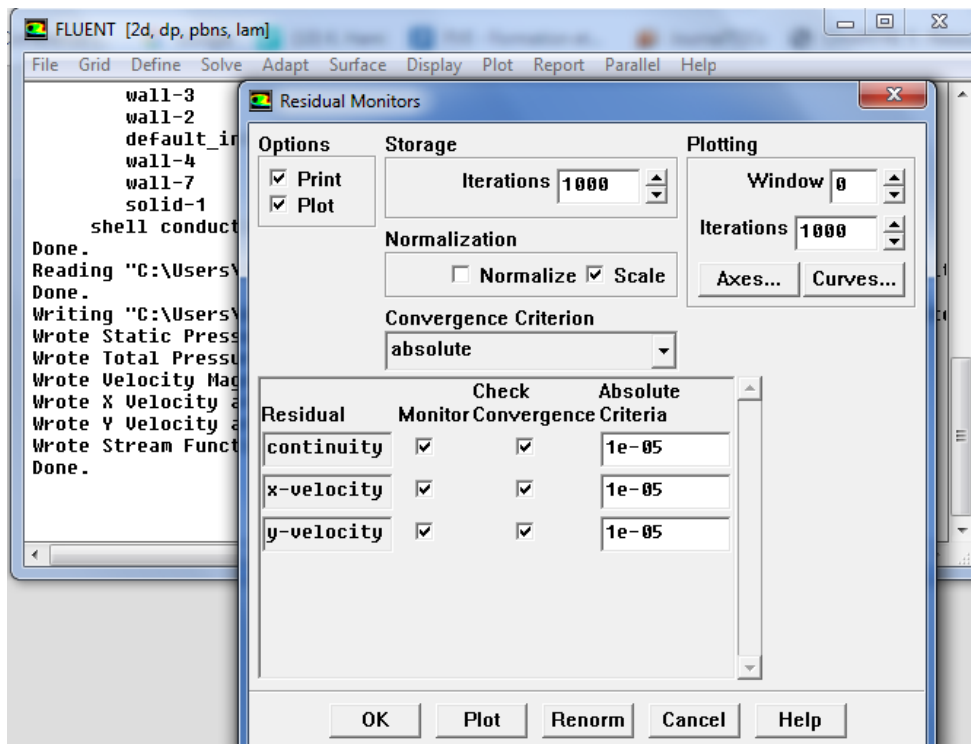 FLUENT [2d, dp, pbns, lam]
File Grid Define Solve Adapt Surface Display Plot Report Parallel Help
wall-3
wall-2
default_in
wall-4
wall-7
solid-1
shell conduct
Done.
Reading "C:\Users\
Done.
Writing "C:\Users\
Wrote Static Press
Wrote Total Pressu
Wrote Velocity Mag
Wrote X Velocity a
Wrote Y Velocity a
Wrote Stream Funct
Done.
Residual Monitors
Options
Print
Plot
Storage
Iterations 1000
Normalization
Normalize Scale
Convergence Criterion
absolute
Plotting
Window 0
Iterations 1000
Axes... Curves...
Check Absolute
Residual Monitor Convergence Criteria
continuity 1e-05
x-velocity 1e-05
y-velocity 1e-05
OK Plot Renorm Cancel Help